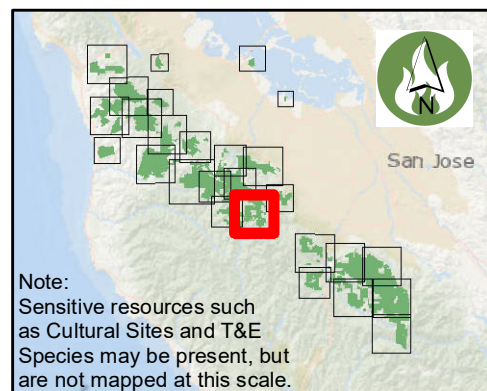 N
San Jose
Note:
Sensitive resources such
as Cultural Sites and T&E
Species may be present, but
are not mapped at this scale.